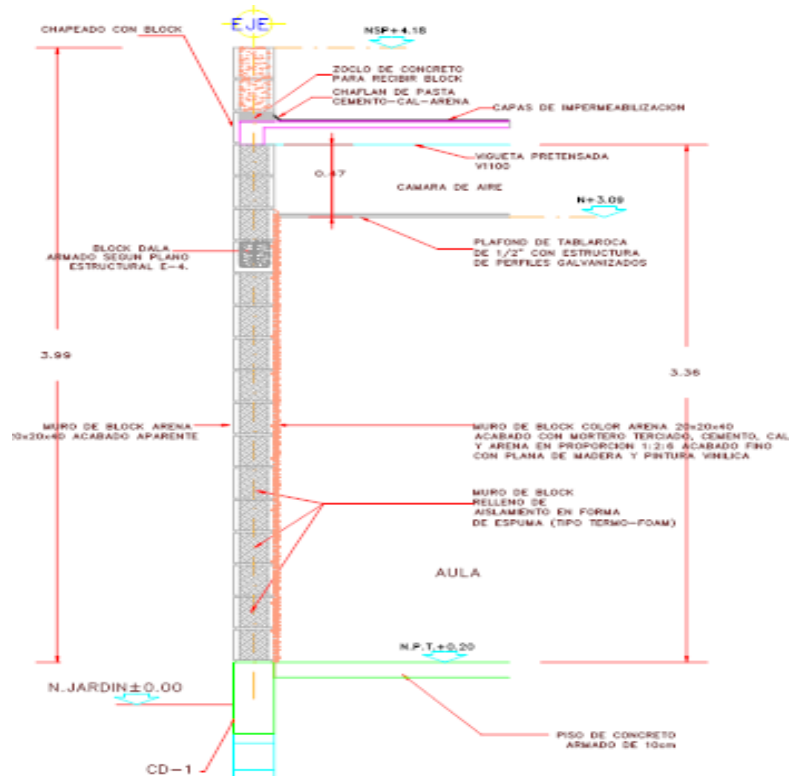 EJE
CHAPEADO CON BLOCK
NSP+4.18
ZOCLO DE CONCRETO
PARA RECIBIR BLOCK
CHAFLAN DE PASTA
CEMENTO-CAL-ARENA
CAPAS DE IMPERMEABILIZACION
VIGUETA PRETENSADA
V1100
0.47
CAMARA DE AIRE
N+3.09
BLOCK DALA
ARMADO SEGUN PLANO
ESTRUCTURAL E-4.
PLAFOND DE TABLAROCA
DE 1/2" CON ESTRUCTURA
DE PERFILES GALVANIZADOS
3.99
3.36
MURO DE BLOCK ARENA
20x20x40 ACABADO APARENTE
MURO DE BLOCK COLOR ARENA 20x20x40
ACABADO CON MORTERO TERCIADO, CEMENTO, CAL
Y ARENA EN PROPORCION 1:2:6 ACABADO FINO
CON PLANA DE MADERA Y PINTURA VINILICA
MURO DE BLOCK
RELLENO DE
AISLAMIENTO EN FORMA
DE ESPUMA (TIPO TERMO-FOAM)
AULA
N.P.T.+0.20
N.JARDIN±0.00
PISO DE CONCRETO
ARMADO DE 10cm
CD-1